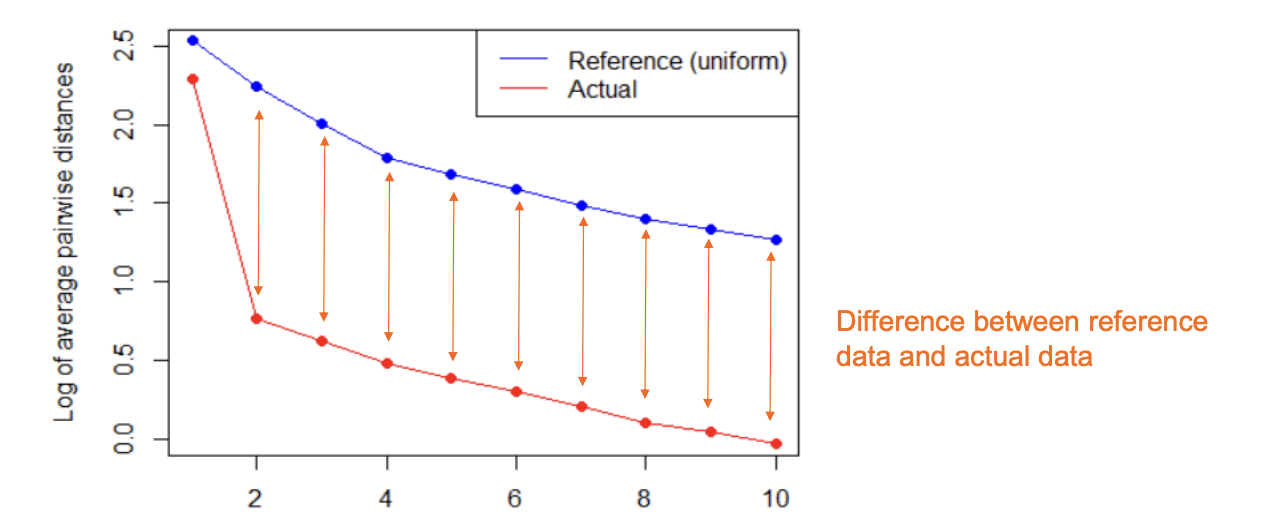 Log of average pairwise distances
2.5
2.0
1.5
1.0
0.5
0.0
Reference (uniform)
Actual
Difference between reference
data and actual data
2
4
6
8
10